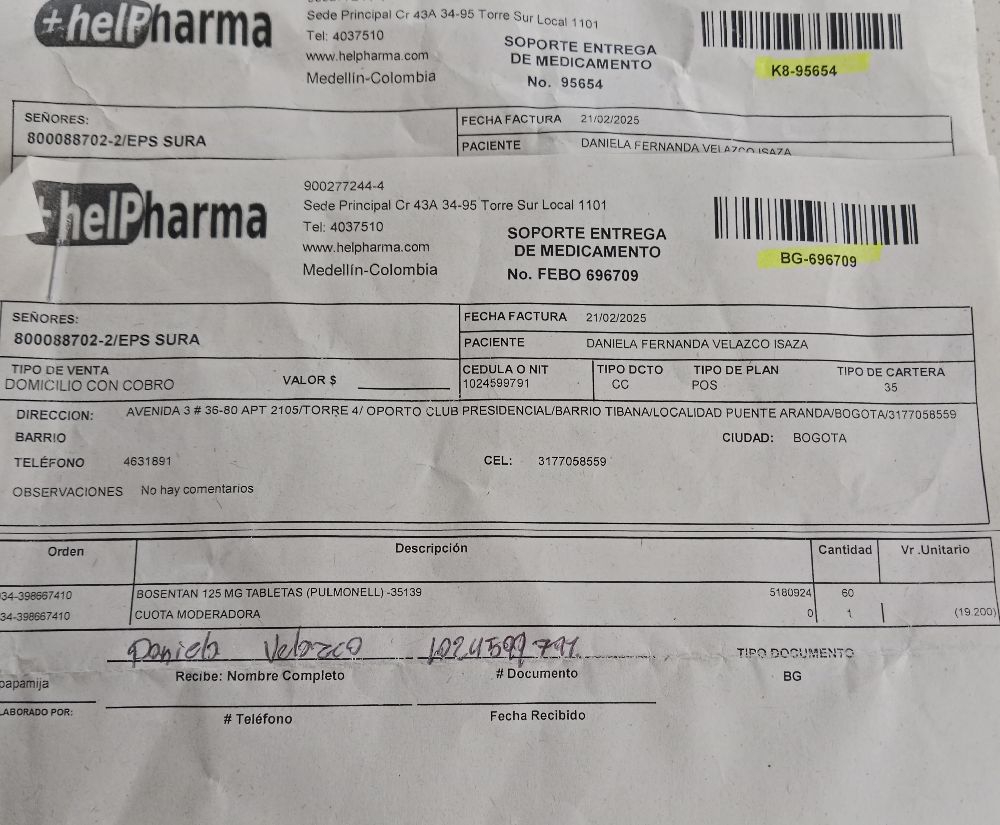 +helPharma
Sede Principal Cr 43A 34-95 Torre Sur Local 1101
Tel: 4037510
www.helpharma.com
Medellin-Colombia
SOPORTE ENTREGA
DE MEDICAMENTO
No. 95654
K8-95654
SEÑORES:
800088702-2/EPS SURA
FECHA FACTURA 21/02/2025
PACIENTE DANIELA FERNANDA VELAZCO ISAZA
+helPharma
900277244-4
Sede Principal Cr 43A 34-95 Torre Sur Local 1101
Tel: 4037510
www.helpharma.com
Medellín-Colombia
SOPORTE ENTREGA
DE MEDICAMENTO
No. FEBO 696709
BG-696709
SEÑORES:
800088702-2/EPS SURA
FECHA FACTURA 21/02/2025
PACIENTE DANIELA FERNANDA VELAZCO ISAZA
TIPO DE VENTA
DOMICILIO CON COBRO
VALOR $
CEDULA O NIT
1024599791
TIPO DCTO
CC
TIPO DE PLAN
POS
TIPO DE CARTERA
35
DIRECCION: AVENIDA 3 # 36-80 APT 2105/TORRE 4/ OPORTO CLUB PRESIDENCIAL/BARRIO TIBANA/LOCALIDAD PUENTE ARANDA/BOGOTA/3177058559
BARRIO
CIUDAD: BOGOTA
TELÉFONO 4631891
CEL: 3177058559
OBSERVACIONES No hay comentarios
Orden Descripción Cantidad Vr .Unitario
34-398667410 BOSENTAN 125 MG TABLETAS (PULMONELL) -35139 5180924 60
34-398667410 CUOTA MODERADORA 0 1 (19.200)
Daniela Velazco 1024599791
Recibe: Nombre Completo # Documento
TIPO DOCUMENTO
BG
papamija
LABORADO POR:
# Teléfono Fecha Recibido